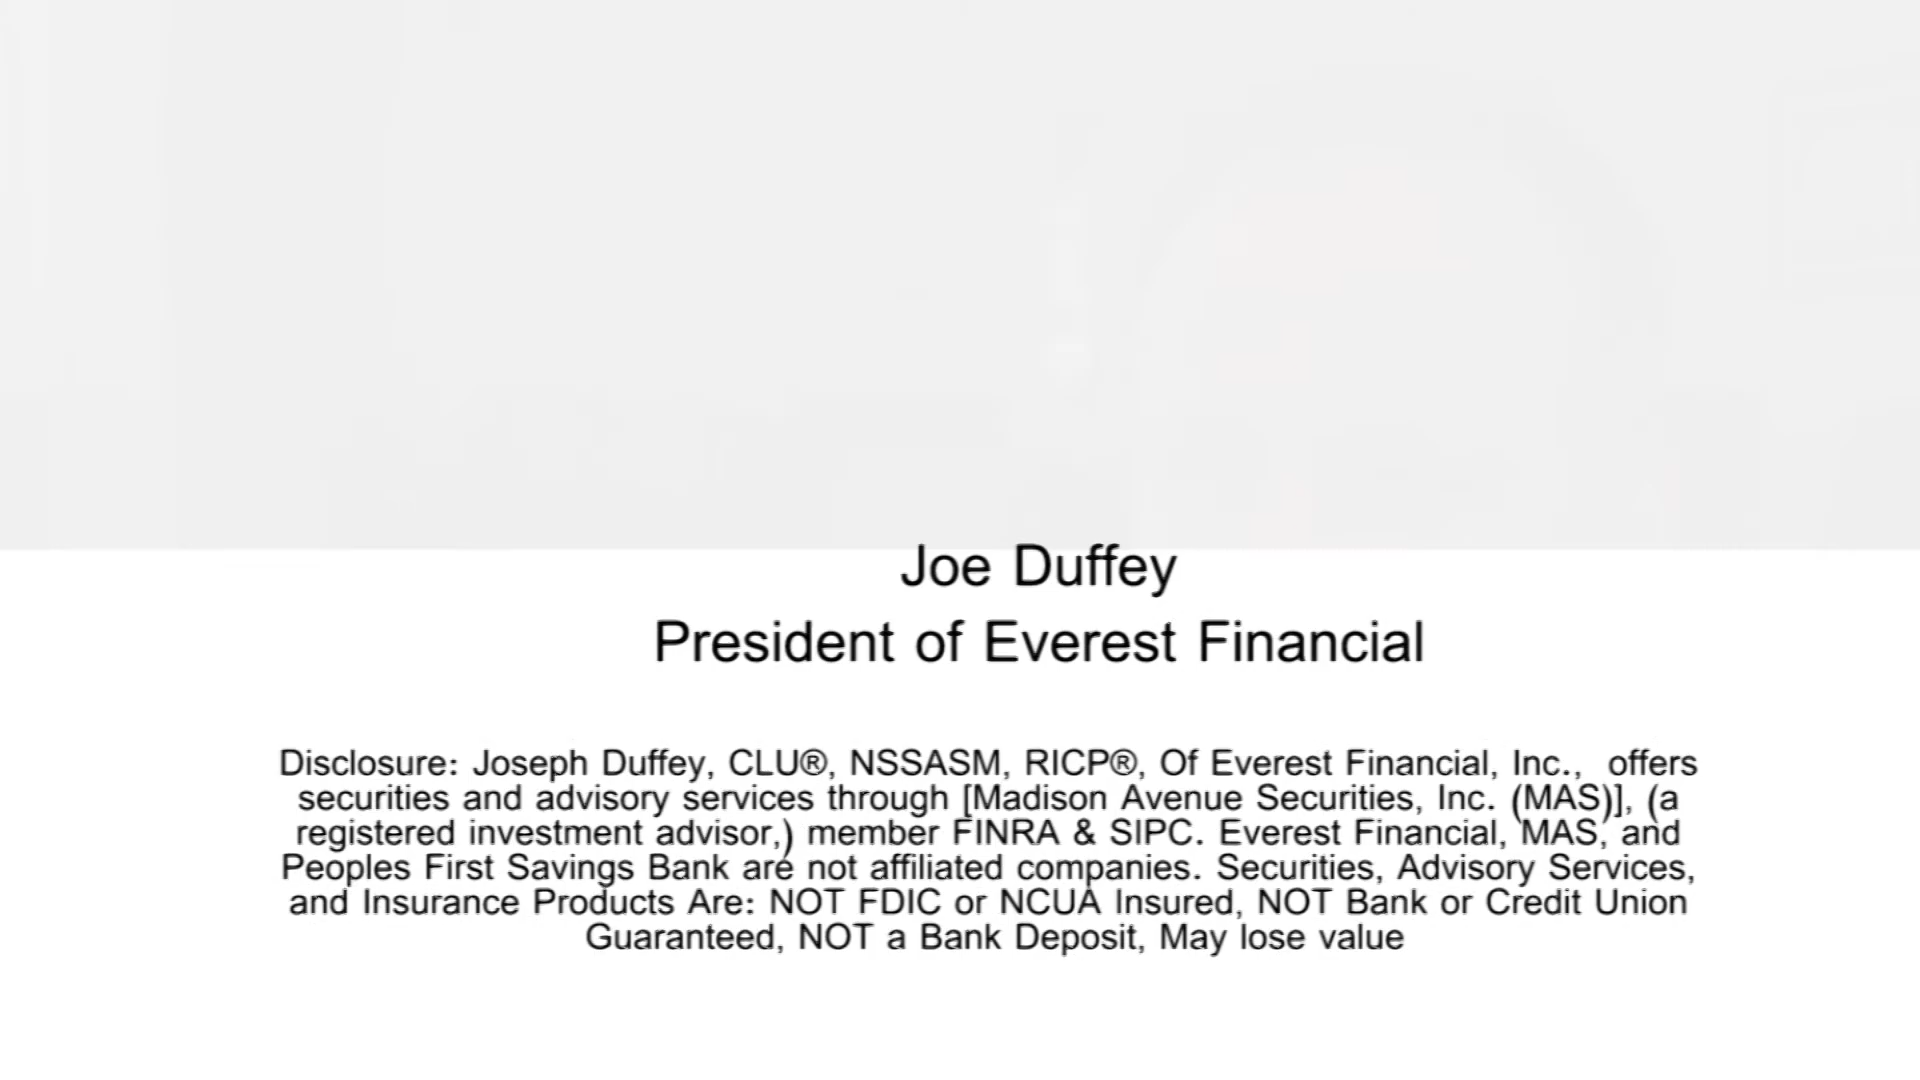 Joe Duffey
President of Everest Financial
Disclosure: Joseph Duffey, CLU®, NSSASM, RICP®, Of Everest Financial, Inc.,  offers
securities and advisory services through [Madison Avenue Securities, Inc. (MAS)], (a
registered investment advisor,) member FINRA & SIPC. Everest Financial, MAS, and
Peoples First Savings Bank are not affiliated companies. Securities, Advisory Services,
and Insurance Products Are: NOT FDIC or NCUA Insured, NOT Bank or Credit Union
Guaranteed, NOT a Bank Deposit, May lose value